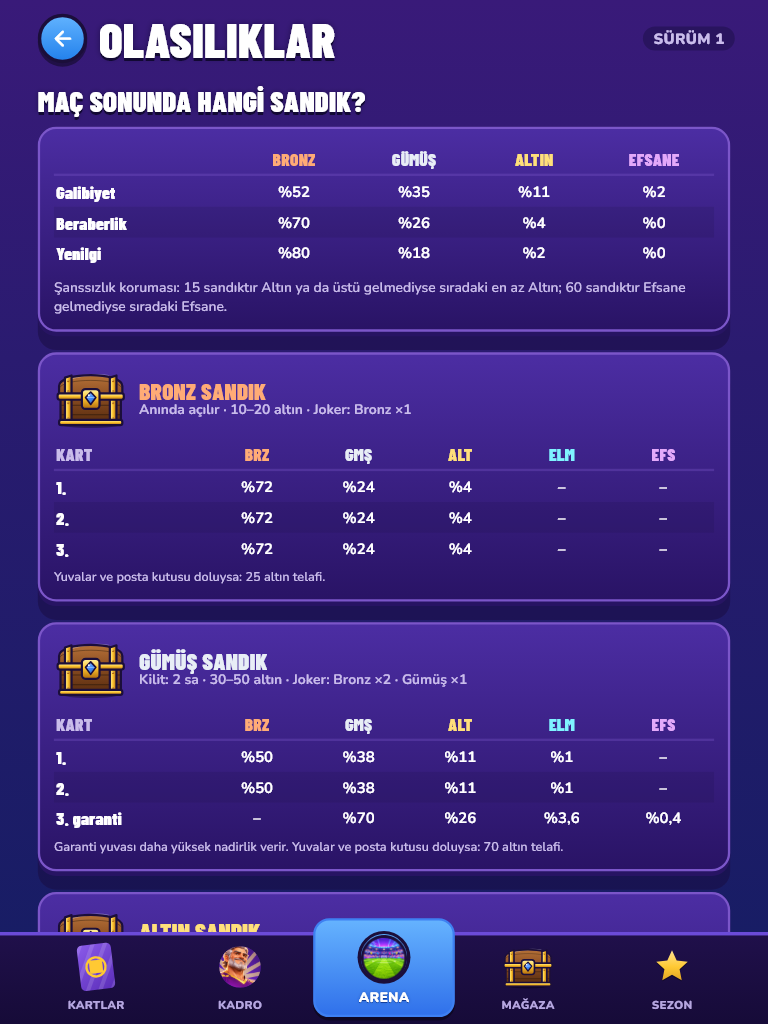 OLASILIKLAR
SÜRÜM 1
MAÇ SONUNDA HANGİ SANDIK?
BRONZ GÜMÜŞ ALTIN EFSANE
Galibiyet %52 %35 %11 %2
Beraberlik %70 %26 %4 %0
Yenilgi %80 %18 %2 %0
Şanssızlık koruması: 15 sandıktır Altın ya da üstü gelmediyse sıradaki en az Altın; 60 sandıktır Efsane
gelmediyse sıradaki Efsane.
BRONZ SANDIK
Anında açılır · 10–20 altın · Joker: Bronz ×1
KART BRZ GMŞ ALT ELM EFS
1. %72 %24 %4 – –
2. %72 %24 %4 – –
3. %72 %24 %4 – –
Yuvalar ve posta kutusu doluysa: 25 altın telafi.
GÜMÜŞ SANDIK
Kilit: 2 sa · 30–50 altın · Joker: Bronz ×2 · Gümüş ×1
KART BRZ GMŞ ALT ELM EFS
1. %50 %38 %11 %1 –
2. %50 %38 %11 %1 –
3. garanti – %70 %26 %3,6 %0,4
Garanti yuvası daha yüksek nadirlik verir. Yuvalar ve posta kutusu doluysa: 70 altın telafi.
ALTIN SANDIK
KARTLAR KADRO ARENA MAĞAZA SEZON